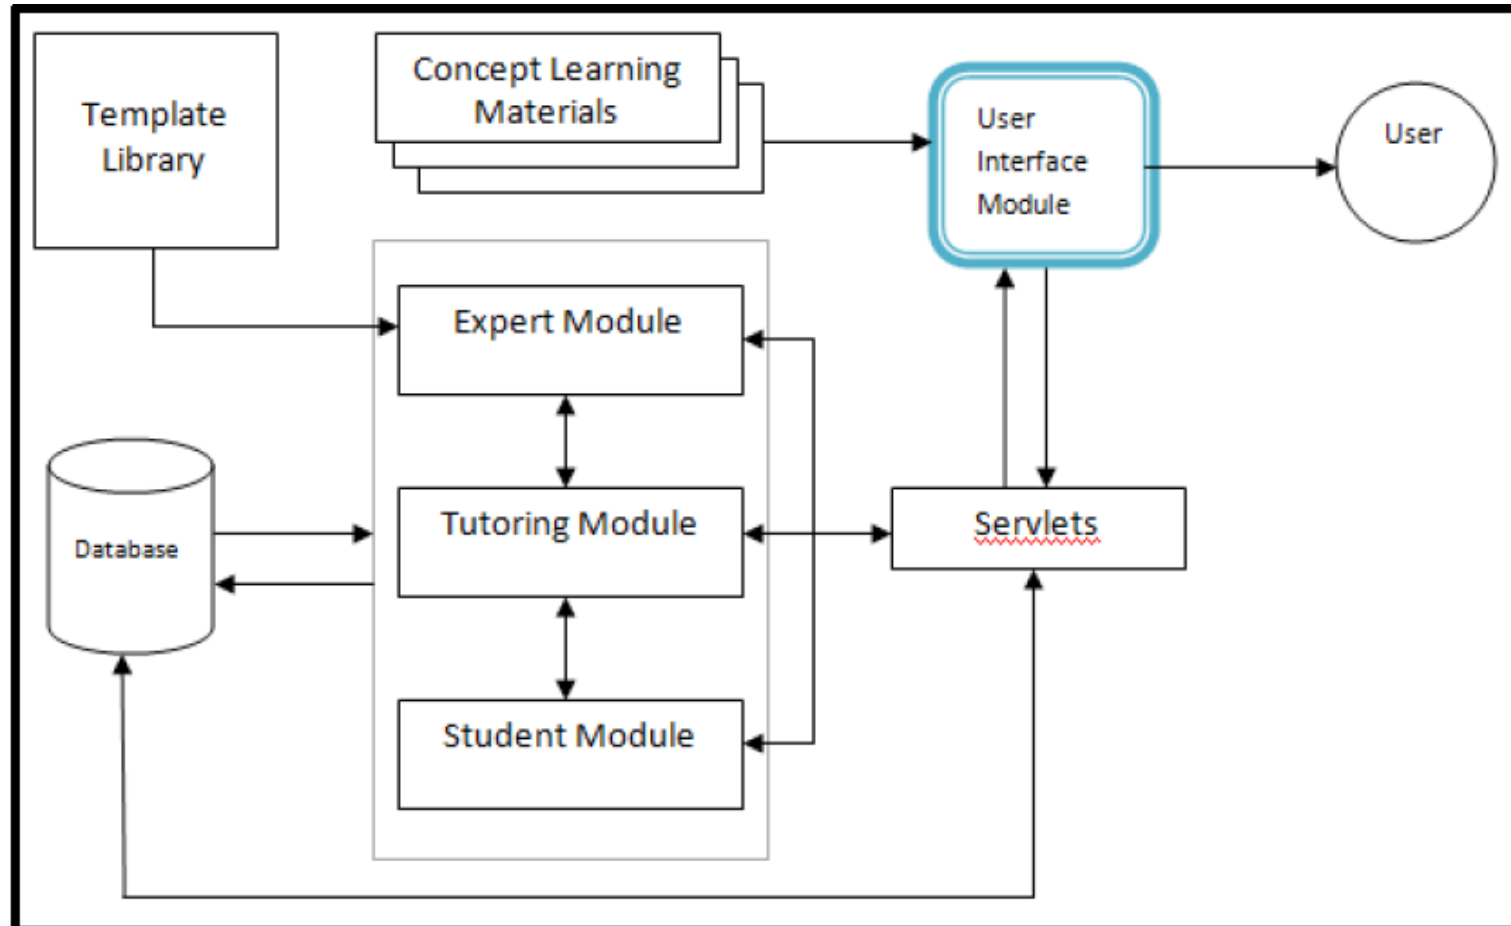 Template
Library
Concept Learning
Materials
User
Interface
Module
User
Expert Module
Tutoring Module
Servlets
Database
Student Module